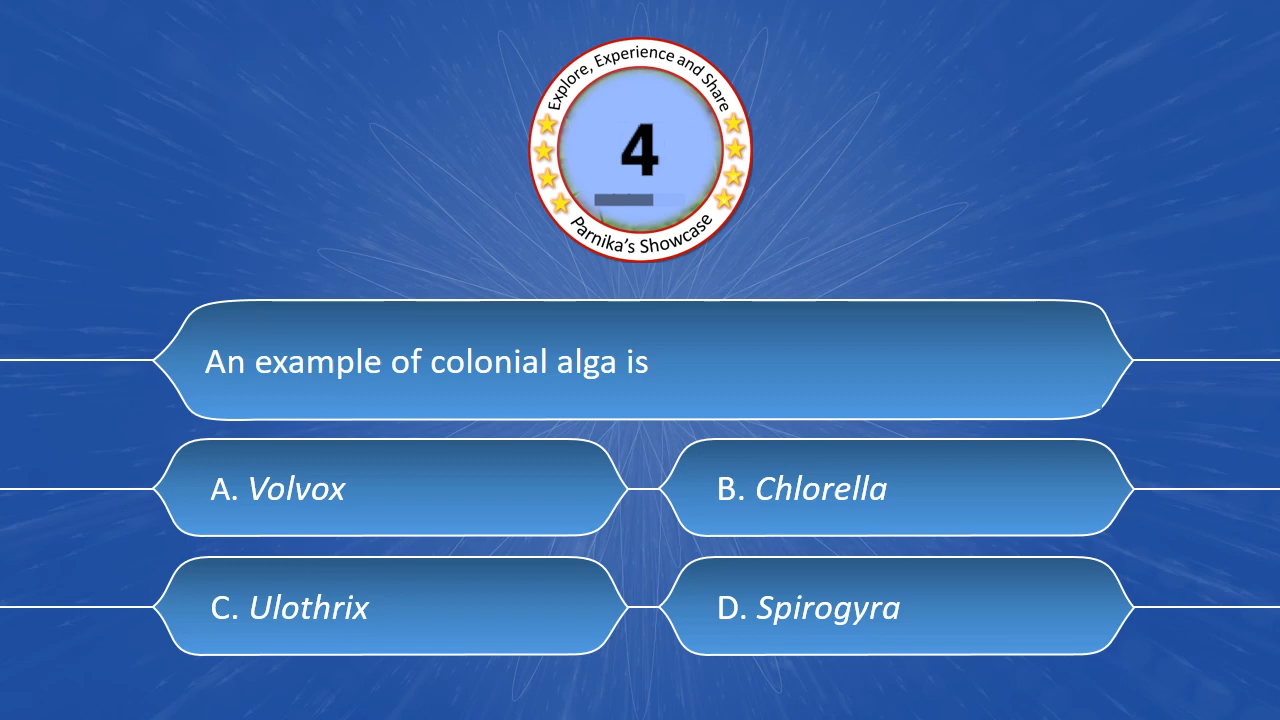 Explore, Experience and Share
4
Parnika's Showcase
An example of colonial alga is
A. Volvox
B. Chlorella
C. Ulothrix
D. Spirogyra